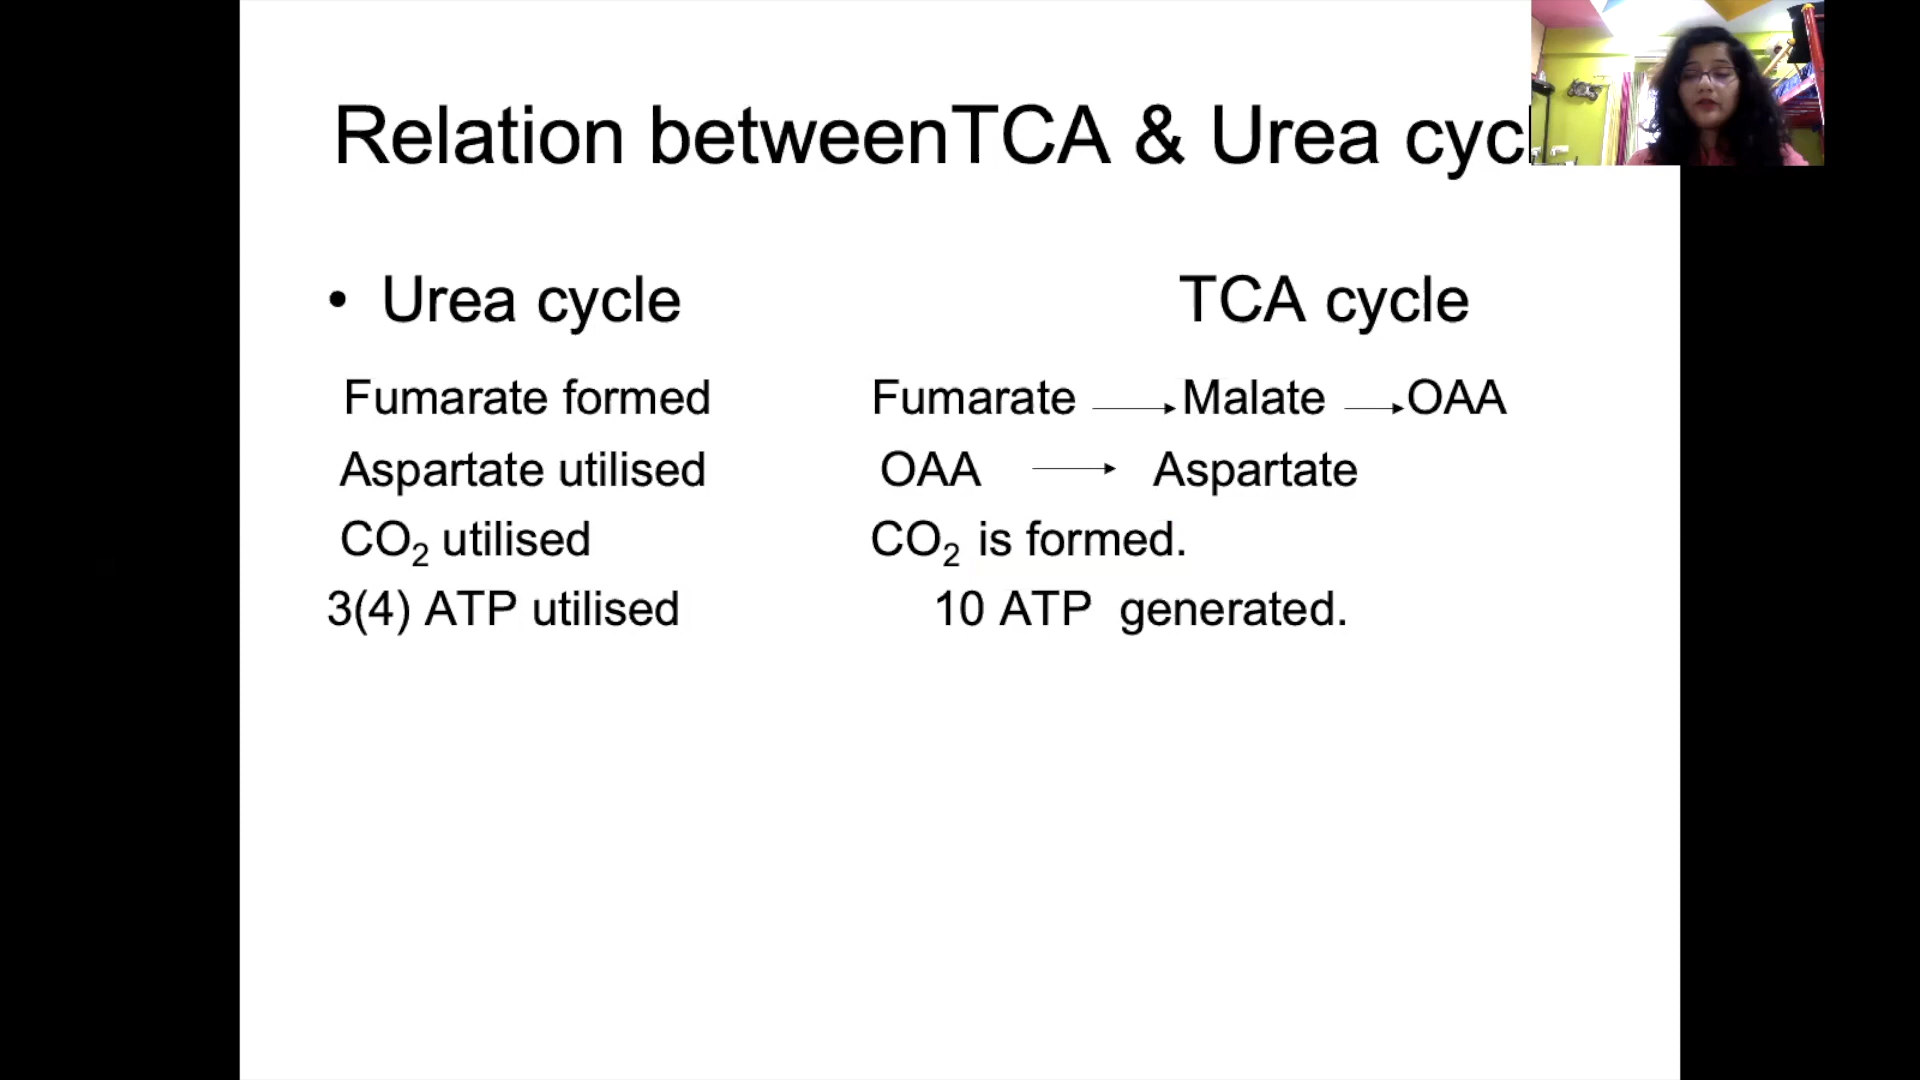 Relation betweenTCA & Urea
• Urea cycle TCA cycle
Fumarate formed Fumarate → Malate → OAA
Aspartate utilised OAA → Aspartate
CO₂ utilised CO₂ is formed.
3(4) ATP utilised 10 ATP generated.